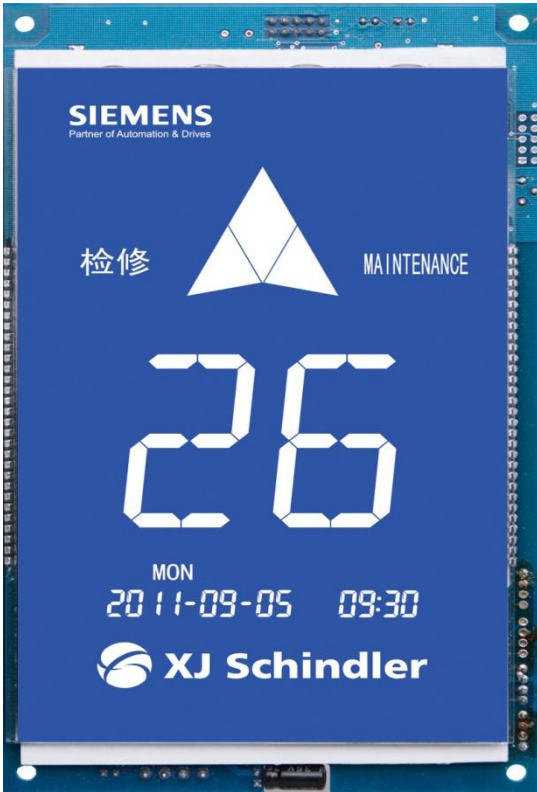 SIEMENS
Partner of Automation & Drives
检修 MAINTENANCE
26
MON
2011-09-05 09:30
XJ Schindler